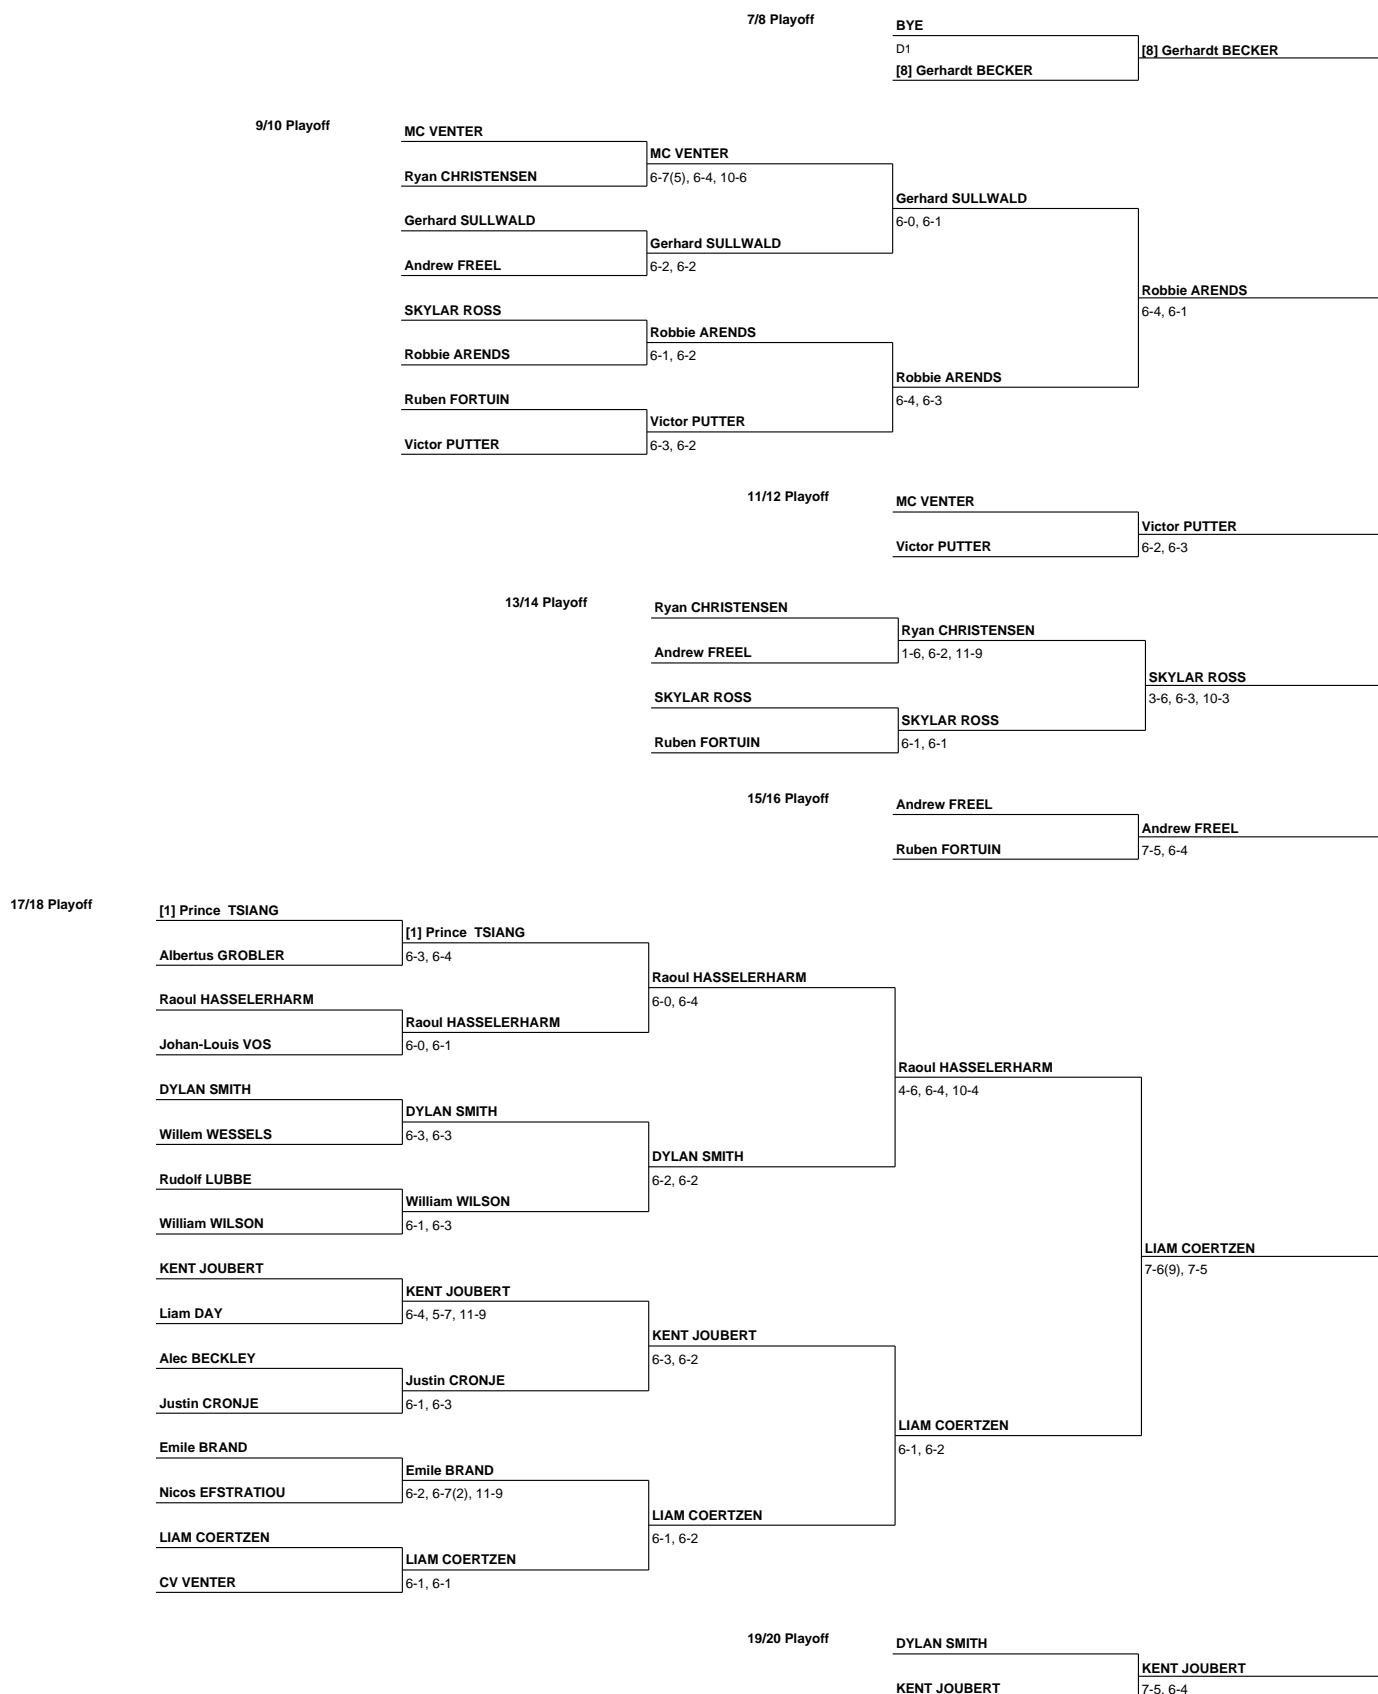 7/8 Playoff
BYE
D1
[8] Gerhardt BECKER
[8] Gerhardt BECKER
9/10 Playoff
MC VENTER
Ryan CHRISTENSEN
Gerhard SULLWALD
Andrew FREEL
SKYLAR ROSS
Robbie ARENDS
Ruben FORTUIN
Victor PUTTER
MC VENTER
6-7(5), 6-4, 10-6
Gerhard SULLWALD
6-2, 6-2
Robbie ARENDS
6-1, 6-2
Victor PUTTER
6-3, 6-2
Gerhard SULLWALD
6-0, 6-1
Robbie ARENDS
6-4, 6-3
Robbie ARENDS
6-4, 6-1
11/12 Playoff
MC VENTER
Victor PUTTER
Victor PUTTER
6-2, 6-3
13/14 Playoff
Ryan CHRISTENSEN
Andrew FREEL
SKYLAR ROSS
Ruben FORTUIN
Ryan CHRISTENSEN
1-6, 6-2, 11-9
SKYLAR ROSS
6-1, 6-1
SKYLAR ROSS
3-6, 6-3, 10-3
15/16 Playoff
Andrew FREEL
Ruben FORTUIN
Andrew FREEL
7-5, 6-4
17/18 Playoff
[1] Prince TSIANG
Albertus GROBLER
Raoul HASSELERHARM
Johan-Louis VOS
DYLAN SMITH
Willem WESSELS
Rudolf LUBBE
William WILSON
KENT JOUBERT
Liam DAY
Alec BECKLEY
Justin CRONJE
Emile BRAND
Nicos EFSTRATIOU
LIAM COERTZEN
CV VENTER
[1] Prince TSIANG
6-3, 6-4
Raoul HASSELERHARM
6-0, 6-1
DYLAN SMITH
6-3, 6-3
William WILSON
6-1, 6-3
KENT JOUBERT
6-4, 5-7, 11-9
Justin CRONJE
6-1, 6-3
Emile BRAND
6-2, 6-7(2), 11-9
LIAM COERTZEN
6-1, 6-1
Raoul HASSELERHARM
6-0, 6-4
DYLAN SMITH
6-2, 6-2
KENT JOUBERT
6-3, 6-2
LIAM COERTZEN
6-1, 6-2
Raoul HASSELERHARM
4-6, 6-4, 10-4
LIAM COERTZEN
6-1, 6-2
LIAM COERTZEN
7-6(9), 7-5
19/20 Playoff
DYLAN SMITH
KENT JOUBERT
KENT JOUBERT
7-5, 6-4